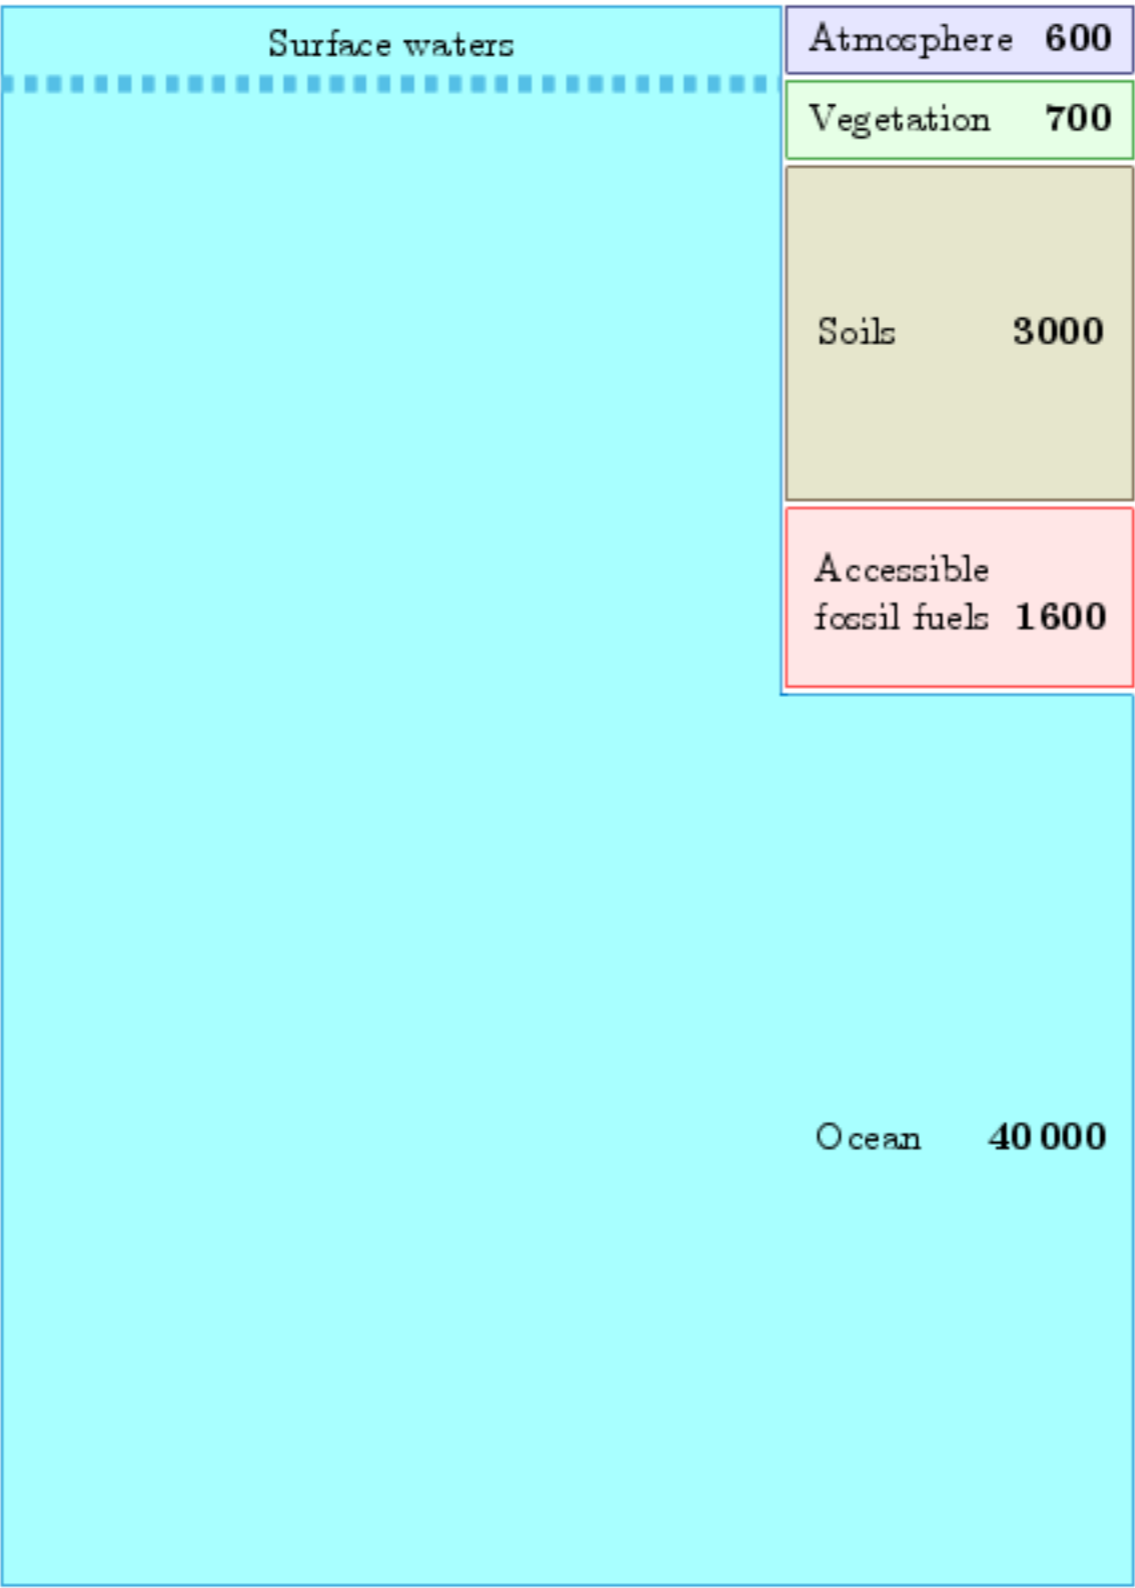 Surface waters
Atmosphere 600
Vegetation 700
Soils 3000
Accessible
fossil fuels 1600
Ocean 40 000